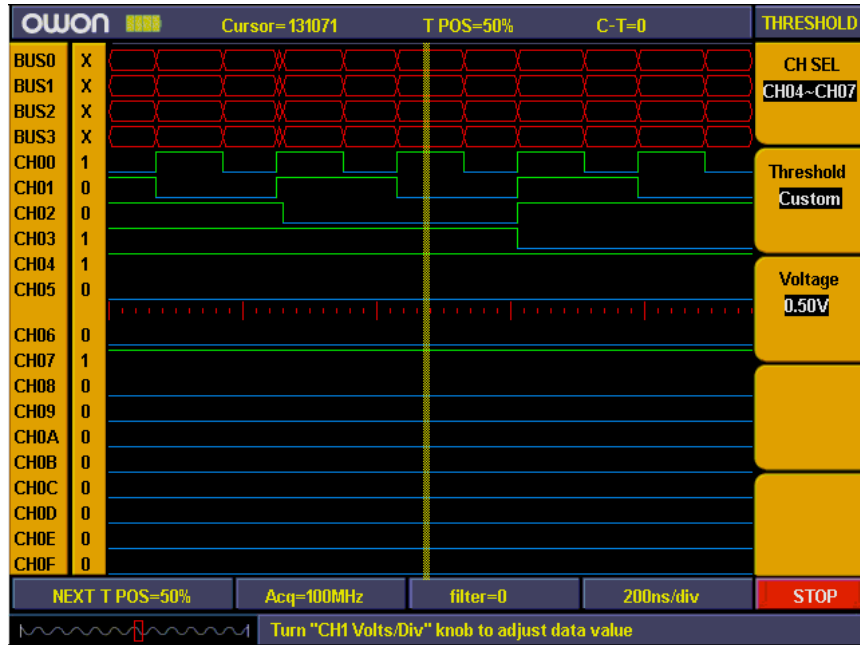 OWON Cursor=131071 T POS=50% C-T=0 THRESHOLD
BUS0 X
BUS1 X
BUS2 X
BUS3 X
CH00 1
CH01 0
CH02 0
CH03 1
CH04 1
CH05 0
CH06 0
CH07 1
CH08 0
CH09 0
CH0A 0
CH0B 0
CH0C 0
CH0D 0
CH0E 0
CH0F 0
CH SEL
CH04~CH07
Threshold
Custom
Voltage
0.50V
NEXT T POS=50% Acq=100MHz filter=0 200ns/div STOP
Turn "CH1 Volts/Div" knob to adjust data value